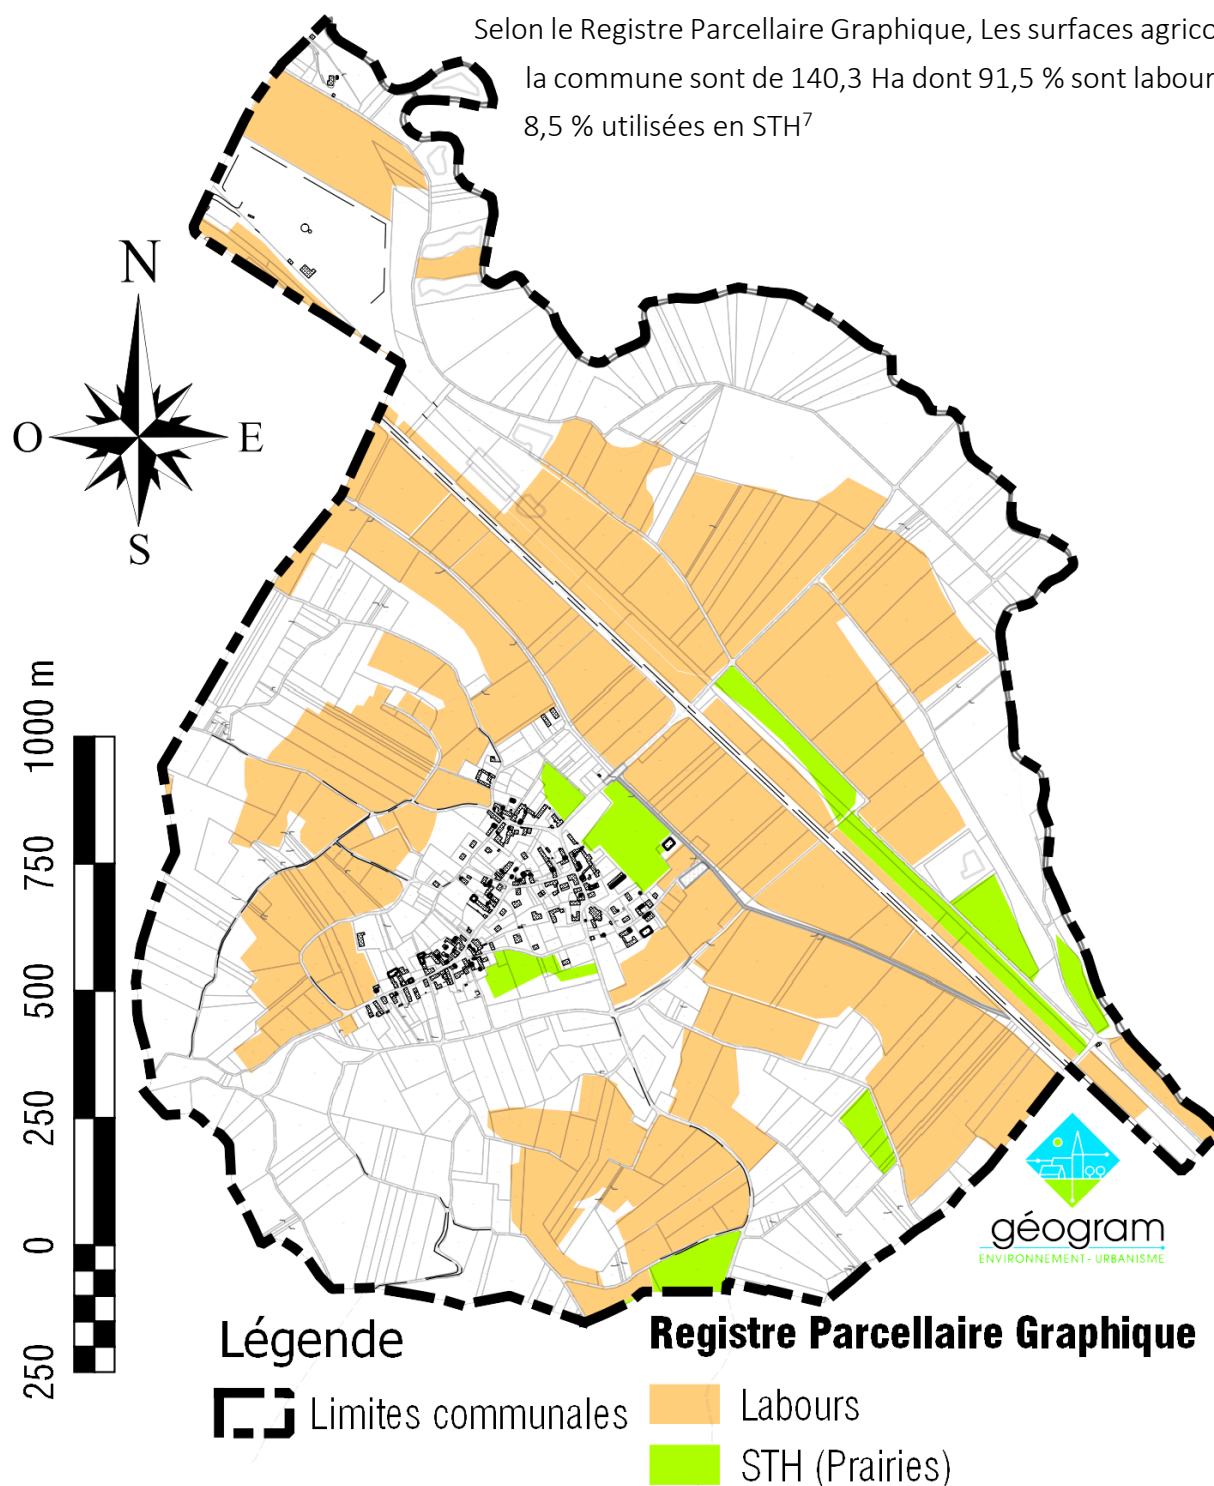 Selon le Registre Parcellaire Graphique, Les surfaces agrico
la commune sont de 140,3 Ha dont 91,5 % sont labour
8,5 % utilisées en STH7
N
O
E
S
1000 m
750
500
250
0
250
géogram
ENVIRONNEMENT - URBANISME
Légende
Registre Parcellaire Graphique
Limites communales
Labours
STH (Prairies)